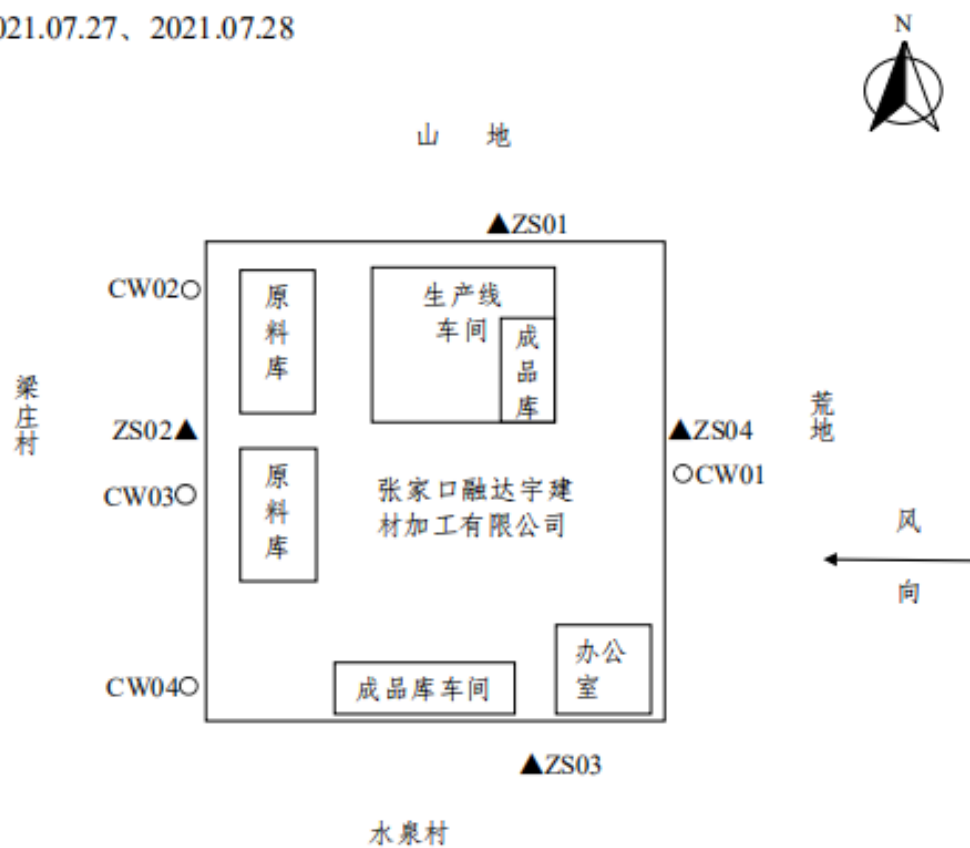 021.07.27、2021.07.28
N
山 地
▲ZS01
CW02○
原料库
生产线
车间
成品库
梁庄村
ZS02▲
▲ZS04
荒地
○CW01
CW03○
原料库
张家口融达宇建
材加工有限公司
风
向
CW04○
成品库车间
办公
室
▲ZS03
水泉村